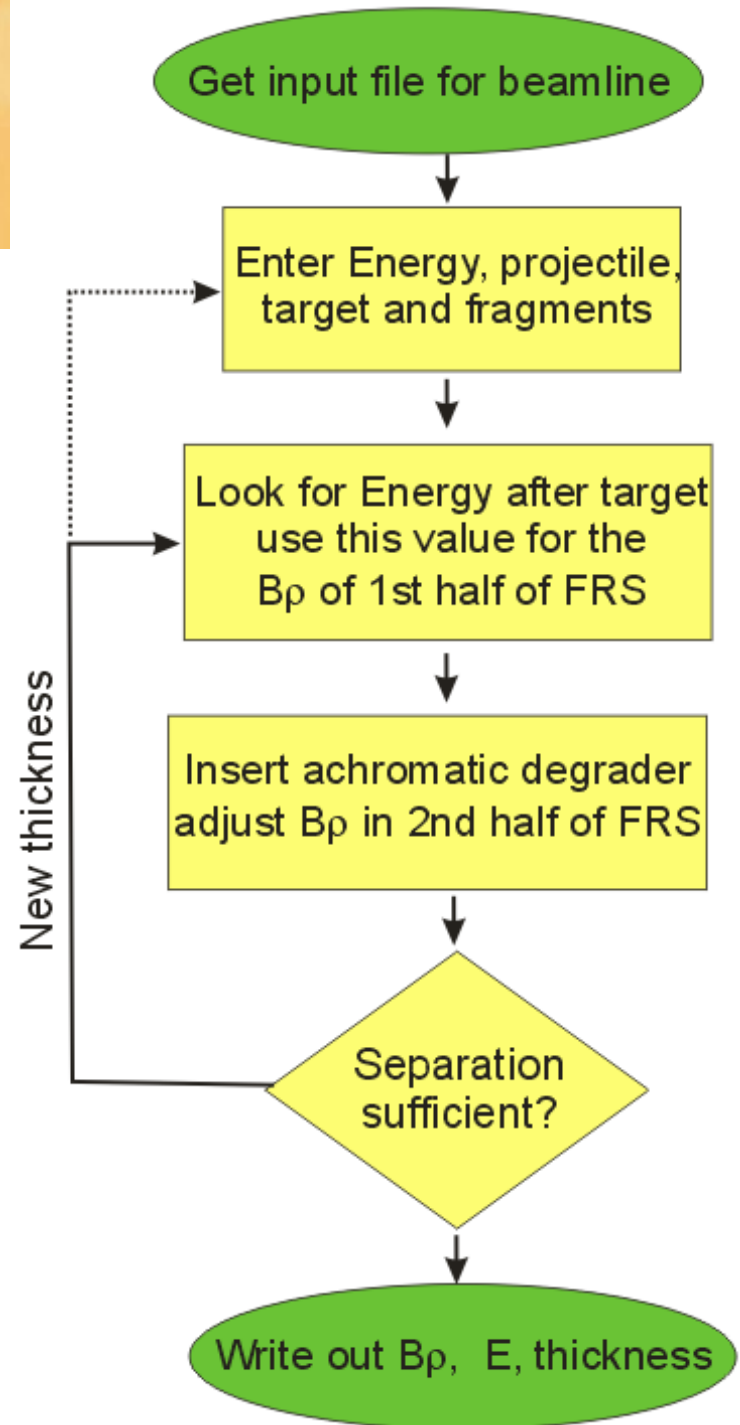 Get input file for beamline
Enter Energy, projectile,
target and fragments
Look for Energy after target
use this value for the
Bρ of 1st half of FRS
Insert achromatic degrader
adjust Bρ in 2nd half of FRS
New thickness
Separation
sufficient?
Write out Bρ, E, thickness